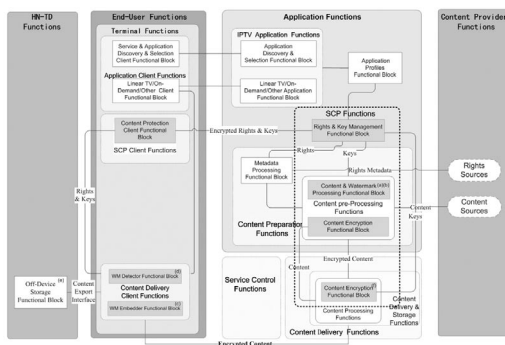 HN-TD
Functions
End-User Functions
Application Functions
Content Provider
Functions
Terminal Functions
Service & Application
Discovery & Selection
Client Functional Block
Application Client Functions
Linear TV/On-
Demand/Other Client
Functional Block
IPTV Application Functions
Application
Discovery &
Selection Functional Block
Linear TV/On-
Demand/Other Application
Functional Block
Application
Profiles
Functional Block
Content Protection
Client Functional
Block
SCP Client Functions
Encrypted Rights & Keys
SCP Functions
Rights & Key Management
Functional Block
Rights
Keys
Metadata
Processing
Functional Block
Rights Metadata
Rights
Sources
Content & Watermark
Processing Functional Block
Content pre-Processing
Functions
Content Encryption
Functional Block
Content Preparation
Functions
Content
Keys
Content
Sources
Rights
& Keys
Encrypted Content
Content
Service Control
Functions
Off-Device
Storage
Functional Block
Content
Export
Interface
WM Detector Functional Block
Content Delivery
Client Functions
WM Embedder Functional Block
Content Encryption
Functional Block
Content Processing
Functions
Content
Delivery &
Storage
Functions
Content Delivery Functions
Encrypted Content